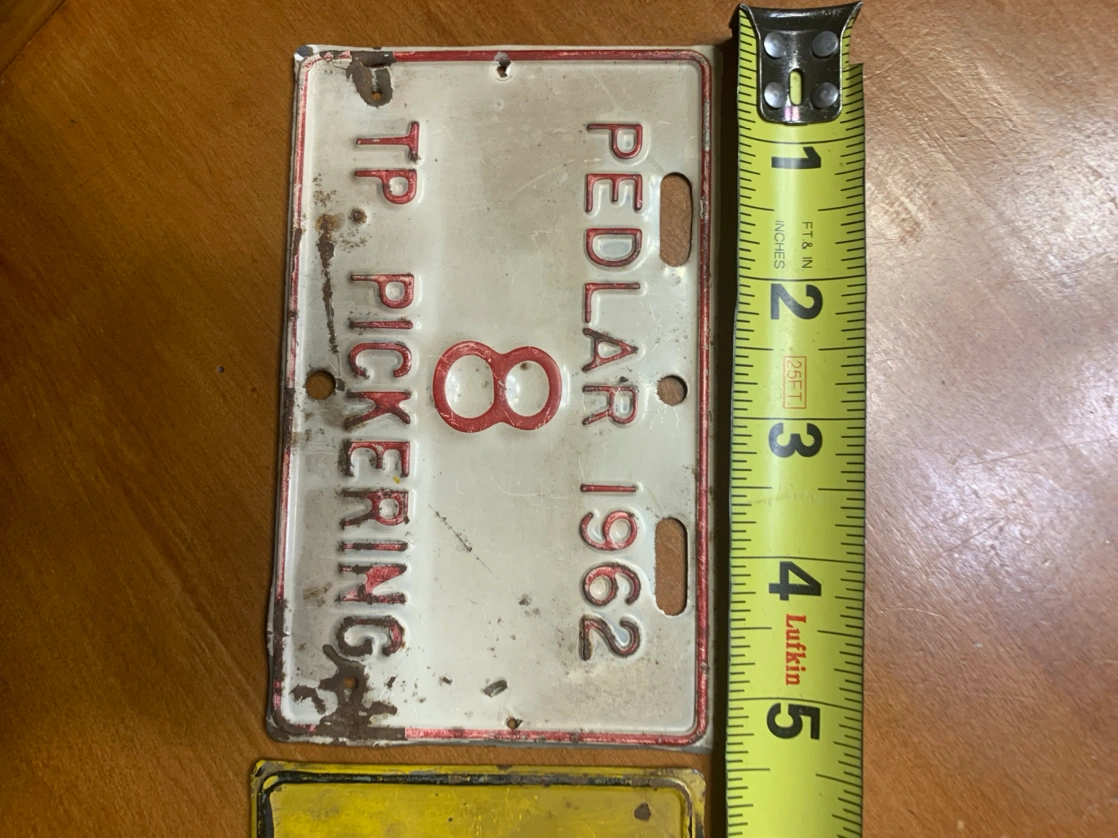 PEDLAR 1962
8
TP PICKERING
1
FT & IN
INCHES
2
25FT.
3
4
Lufkin
5